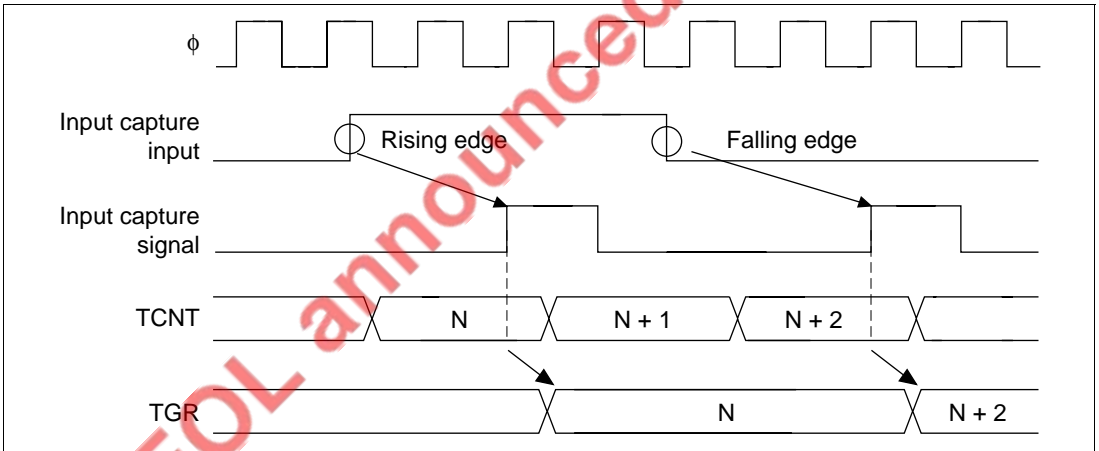 φ
Input capture
input
Rising edge
Falling edge
Input capture
signal
TCNT
N
N + 1
N + 2
TGR
N
N + 2
EOL announced